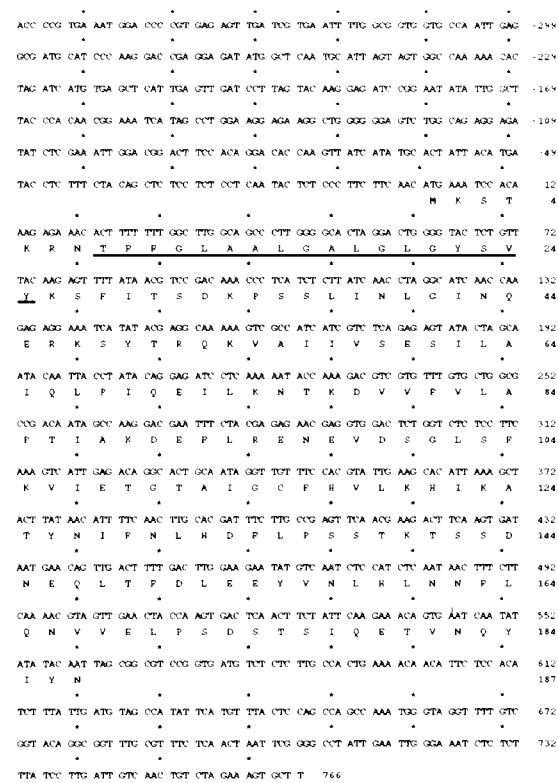 ACC CCG TGA AAT GGA CCC CGT GAG AGT TGA TCG TGA ATT TTG GCG GTG GTG CCA ATT GAG -299
GCG ATG CAT CCC AAG GAC CGA GGA GAT ATG GCT CAA TGC ATT AGT AGT GGC CAA AAA CAC -229
TAG ATC ATG TGA GCT CAT TGA GTT GAT CCT TAG TAC AAG GAG ATC CGG AAT ATA TTG GCT -169
TAC CCA CAA CGG AAA TCA TAG CCT GGA AGG AGA AGG CTG GGG GGA GTC TGG CAG AGG AGA -109
TAT CTC GAA ATT GGA CGG ACT TCC ACA GGA CAC CAA GTT ATC ATA TGC ACT ATT ACA TGA -49
TAC CTC TTT CTA CAG CTC TCC TCT CCT CAA TAC TCT CCC TTC TTC AAC ATG AAA TCC ACA 12
M K S T 4
AAG AGA AAC ACT TTT TTT GGC TTG GCA GCC CTT GGG GCA CTA GGA CTG GGG TAC TCT GTT 72
K R N T F F G L A A L G A L G L G Y S V 24
TAC AAG AGT TTT ATA ACG TCC GAC AAA CCC TCA TCT CTT ATC AAC CTA GGC ATC AAC CAA 132
Y K S F I T S D K P S S L I N L G I N Q 44
GAG AGG AAA TCA TAT ACG AGG CAA AAA GTC GCC ATC ATC GTC TCA GAG AGT ATA CTA GCA 192
E R K S Y T R Q K V A I I V S E S I L A 64
ATA CAA TTA CCT ATA CAG GAG ATC CTC AAA AAT ACC AAA GAC GTC GTG TTT GTG CTG GCG 252
I Q L P I Q E I L K N T K D V V F V L A 84
CCG ACA ATA GCC AAG GAC GAA TTT CTA CGA GAG AAC GAG GTG GAC TCT GGT CTC TCC TTC 312
P T I A K D E F L R E N E V D S G L S F 104
AAA GTC ATT GAG ACA GGC ACT GCA ATA GGT TGT TTC CAC GTA TTG AAG CAC ATT AAA GCT 372
K V I E T G T A I G C F H V L K H I K A 124
ACT TAT AAC ATT TTC AAC TTG CAC GAT TTC TTG CCG AGT TCA ACG AAG ACT TCA AGT GAT 432
T Y N I F N L H D F L P S S T K T S S D
AAT GAA CAG TTG ACT TTT GAC TTG GAA GAA TAT GTC AAT CTC CAT CTC AAT AAC TTT CTT 492
N E Q L T F D L E E Y V N L H L N N F L 164
CAA AAC GTA GTT GAA CTA CCA AGT GAC TCA ACT TCT ATT CAA GAA ACA GTG AAT CAA TAT 552
Q N V V E L P S D S T S I Q E T V N Q Y 184
ATA TAC AAT TAG CGG CGT CCG GTG ATG TCT CTC TTG CCA CTG AAA ACA ACA TTC TCC ACA 612
I Y N 187
TCT TTA TTG ATG TAG CCA TAT TCA TGT TTA CTC CAG CCA GCC AAA TGG GTA GGT TTT GTC 672
GGT ACA GGC GGT TTG CGT TTC TCA ACT AAT TCG GGC CTA TTG AAT TGG GAA ATC TCT TCT 732
TTA TCC TTG ATT GTC AAC TGT CTA GAA AGT GCT T 766